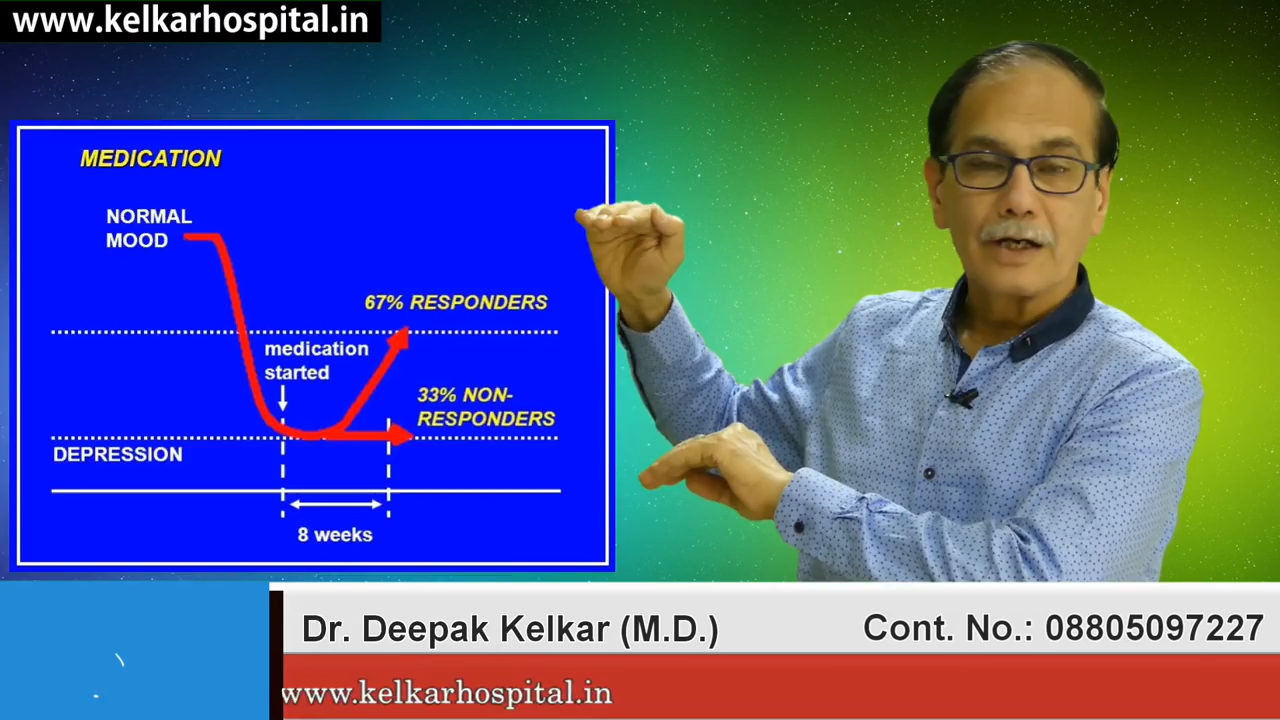 www.kelkarhospital.in
MEDICATION
NORMAL
MOOD
67% RESPONDERS
medication
started
33% NON-
RESPONDERS
DEPRESSION
8 weeks
Dr. Deepak Kelkar (M.D.)
Cont. No.: 08805097227
www.kelkarhospital.in